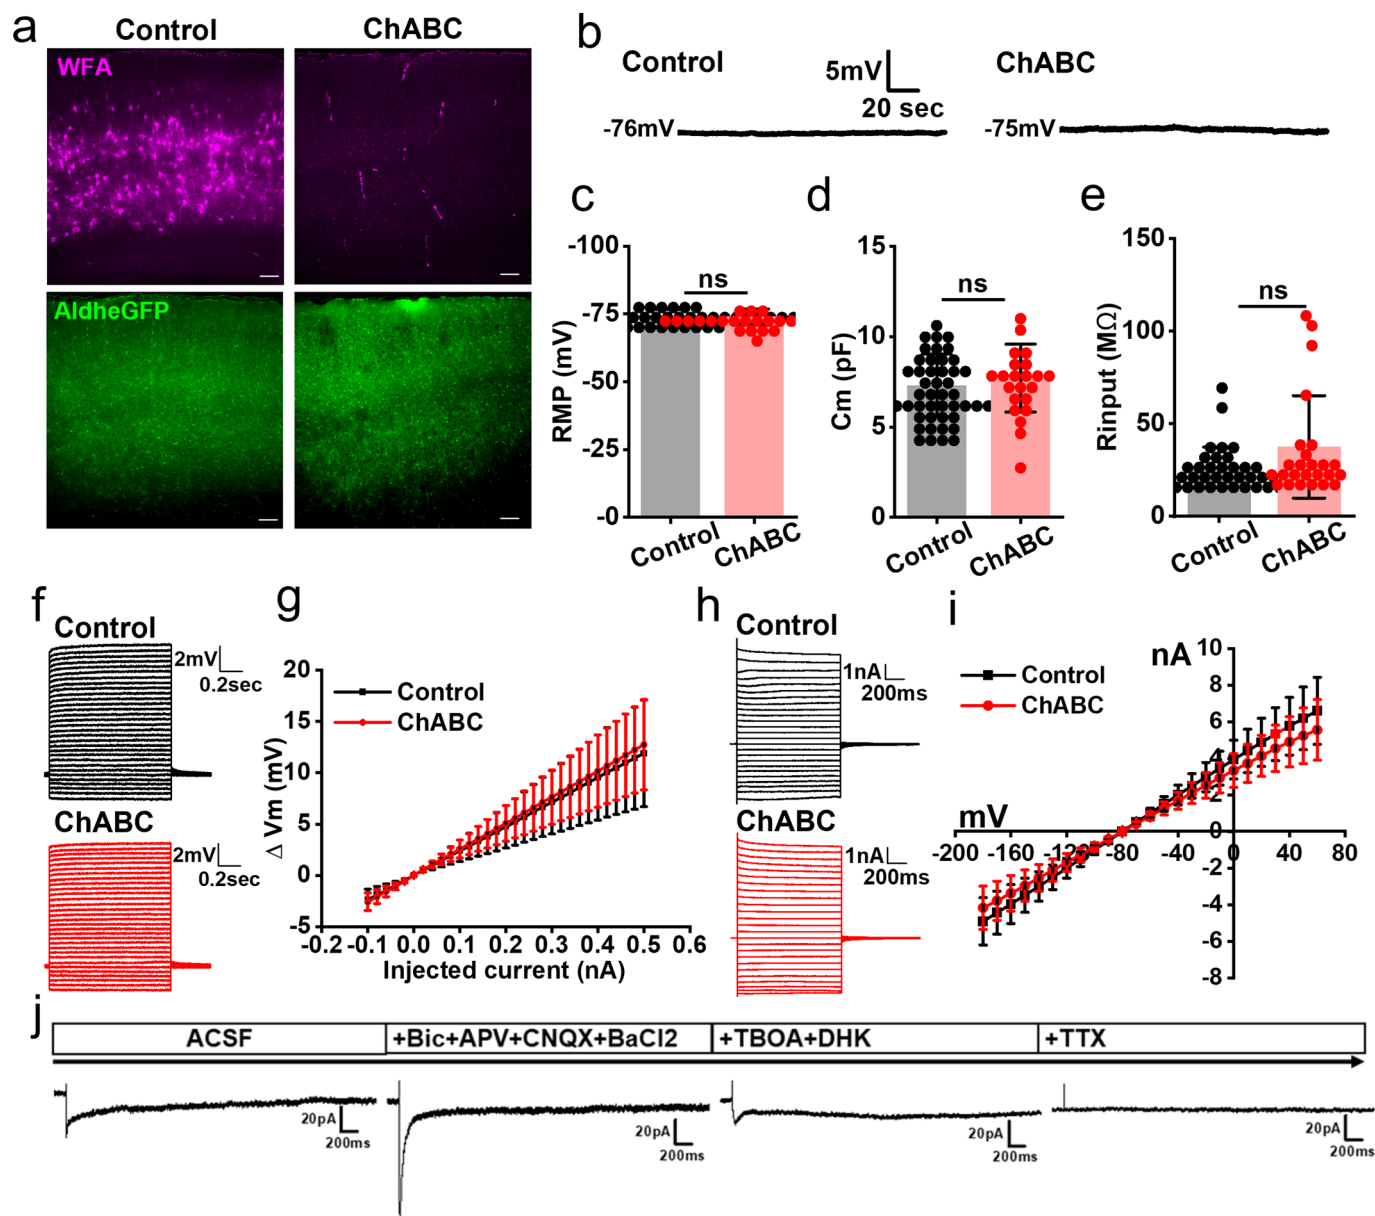 a
Control
ChABC
WFA
AldheGFP
b
Control
5mV
20 sec
ChABC
-76mV
-75mV
c
-100
-75
-50
-25
-0
RMP (mV)
ns
Control
ChABC
d
15
10
5
0
Cm (pF)
ns
Control
ChABC
e
150
100
50
0
Rinput (MΩ)
ns
Control
ChABC
f
Control
2mV
0.2sec
ChABC
2mV
0.2sec
g
20
15
10
5
0
-5
Δ Vm (mV)
Control
ChABC
-0.2 -0.1 0.0 0.1 0.2 0.3 0.4 0.5 0.6
Injected current (nA)
h
Control
1nA
200ms
ChABC
1nA
200ms
i
nA
10
8
6
4
2
0
-2
-4
-6
-8
Control
ChABC
mV
-200 -160 -120 -80 -40 0 40 80
j
ACSF
+Bic+APV+CNQX+BaCl2
+TBOA+DHK
+TTX
20pA
200ms
20pA
200ms
20pA
200ms
20pA
200ms